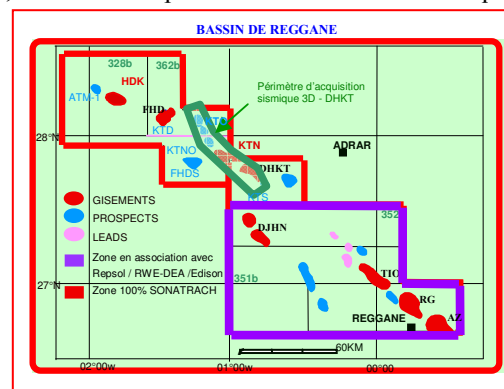 BASSIN DE REGGANE
328b
362b
HDK
ATM-1
FHD
KTD
Périmètre d'acquisition
sismique 3D - DHKT
28°N
KTNO
KTN
ADRAR
FHDS
DHKT
GISEMENTS
PROSPECTS
LEADS
Zone en association avec
Repsol / RWE-DEA /Edison
Zone 100% SONATRACH
DJHN
352
351b
27°N
TIO
RG
REGGANE
AZ
60KM
02°00w
01°00w
00°00